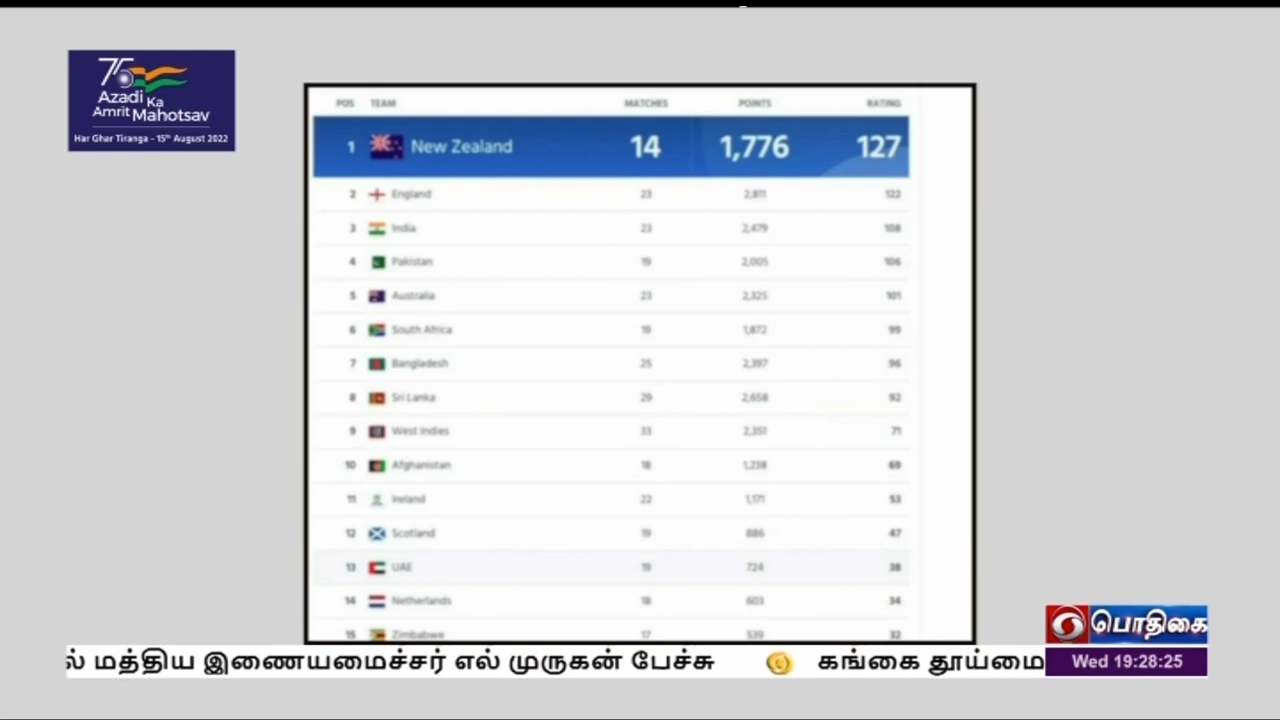 75
Azadi Ka
Amrit Mahotsav
Har Ghar Tiranga - 15th August 2022
POS TEAM MATCHES POINTS RATING
1 New Zealand 14 1,776 127
2 England 23 2,811 122
3 India 23 2,479 108
4 Pakistan 19 2,005 106
5 Australia 23 2,325 101
6 South Africa 19 1,872 99
7 Bangladesh 25 2,397 96
8 Sri Lanka 29 2,658 92
9 West Indies 33 2,351 71
10 Afghanistan 18 1,238 69
11 Ireland 22 1,171 53
12 Scotland 19 886 47
13 UAE 19 724 38
14 Netherlands 18 603 34
15 Zimbabwe 17 539 32
பொதிகை
ல் மத்திய இணையமைச்சர் எல் முருகன் பேச்சு கங்கை தூய்மை
Wed 19:28:25